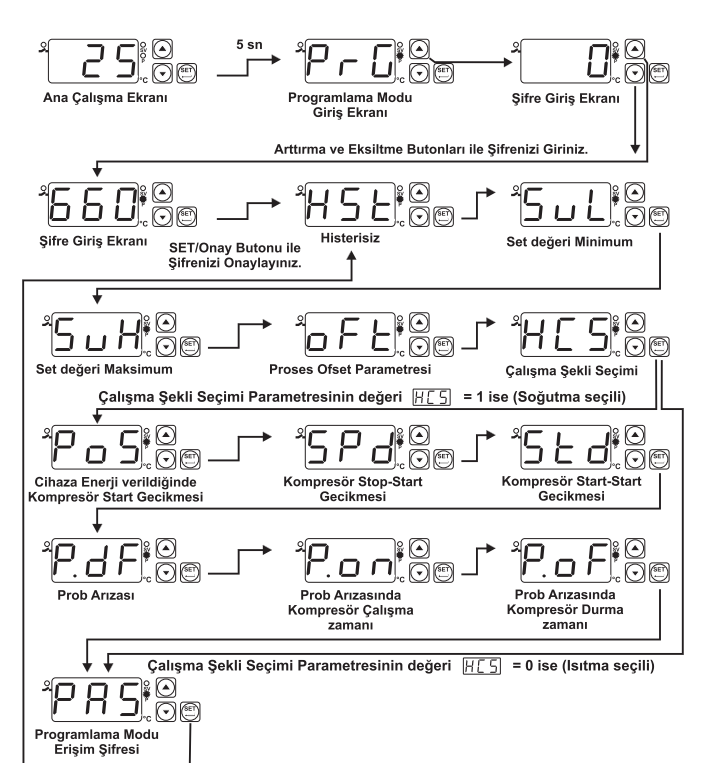 25
5 sn
PrG
0
Ana Çalışma Ekranı
Programlama Modu
Giriş Ekranı
Şifre Giriş Ekranı
Arttırma ve Eksiltme Butonları ile Şifrenizi Giriniz.
660
HSt
SuL
Şifre Giriş Ekranı
SET/Onay Butonu ile
Şifrenizi Onaylayınız.
Histerisiz
Set değeri Minimum
SuH
oFt
HCS
Set değeri Maksimum
Proses Ofset Parametresi
Çalışma Şekli Seçimi
Çalışma Şekli Seçimi Parametresinin değeri HCS = 1 ise (Soğutma seçili)
PoS
SPd
Std
Cihaza Enerji verildiğinde
Kompresör Start Gecikmesi
Kompresör Stop-Start
Gecikmesi
Kompresör Start-Start
Gecikmesi
P.dF
P.on
P.oF
Prob Arızası
Prob Arızasında
Kompresör Çalışma
zamanı
Prob Arızasında
Kompresör Durma
zamanı
Çalışma Şekli Seçimi Parametresinin değeri HCS = 0 ise (Isıtma seçili)
PAS
Programlama Modu
Erişim Şifresi